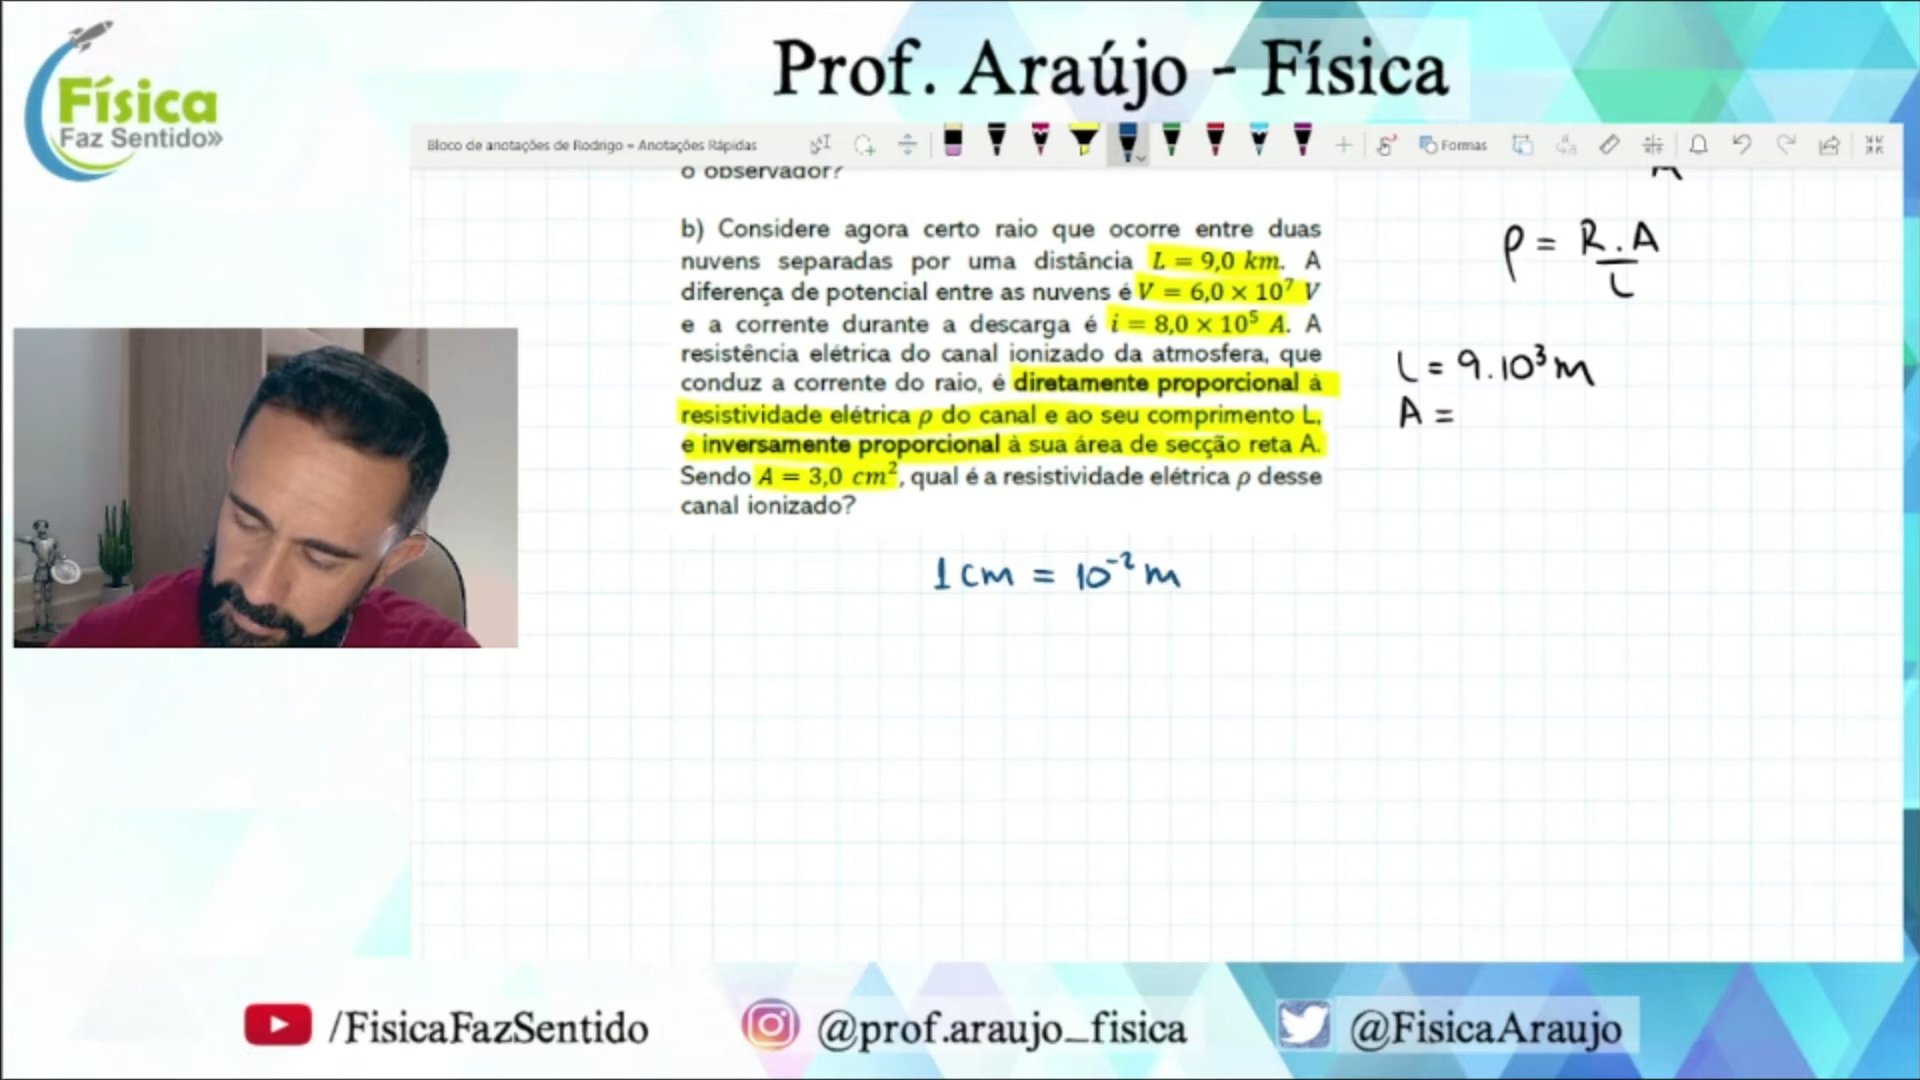 Prof. Araújo - Física
Física
Faz Sentido»
Bloco de anotações de Rodrigo » Anotações Rápidas
Formas
o observador?
A
b) Considere agora certo raio que ocorre entre duas
nuvens separadas por uma distância L = 9,0 km. A
diferença de potencial entre as nuvens é V = 6,0 × 10⁷ V
e a corrente durante a descarga é i = 8,0 × 10⁵ A. A
resistência elétrica do canal ionizado da atmosfera, que
conduz a corrente do raio, é diretamente proporcional à
resistividade elétrica ρ do canal e ao seu comprimento L,
e inversamente proporcional à sua área de secção reta A.
Sendo A = 3,0 cm², qual é a resistividade elétrica ρ desse
canal ionizado?
ρ = R.A
L
L = 9.10³ m
A =
1 cm = 10⁻² m
/FisicaFazSentido
@prof.araujo_fisica
@FisicaAraujo